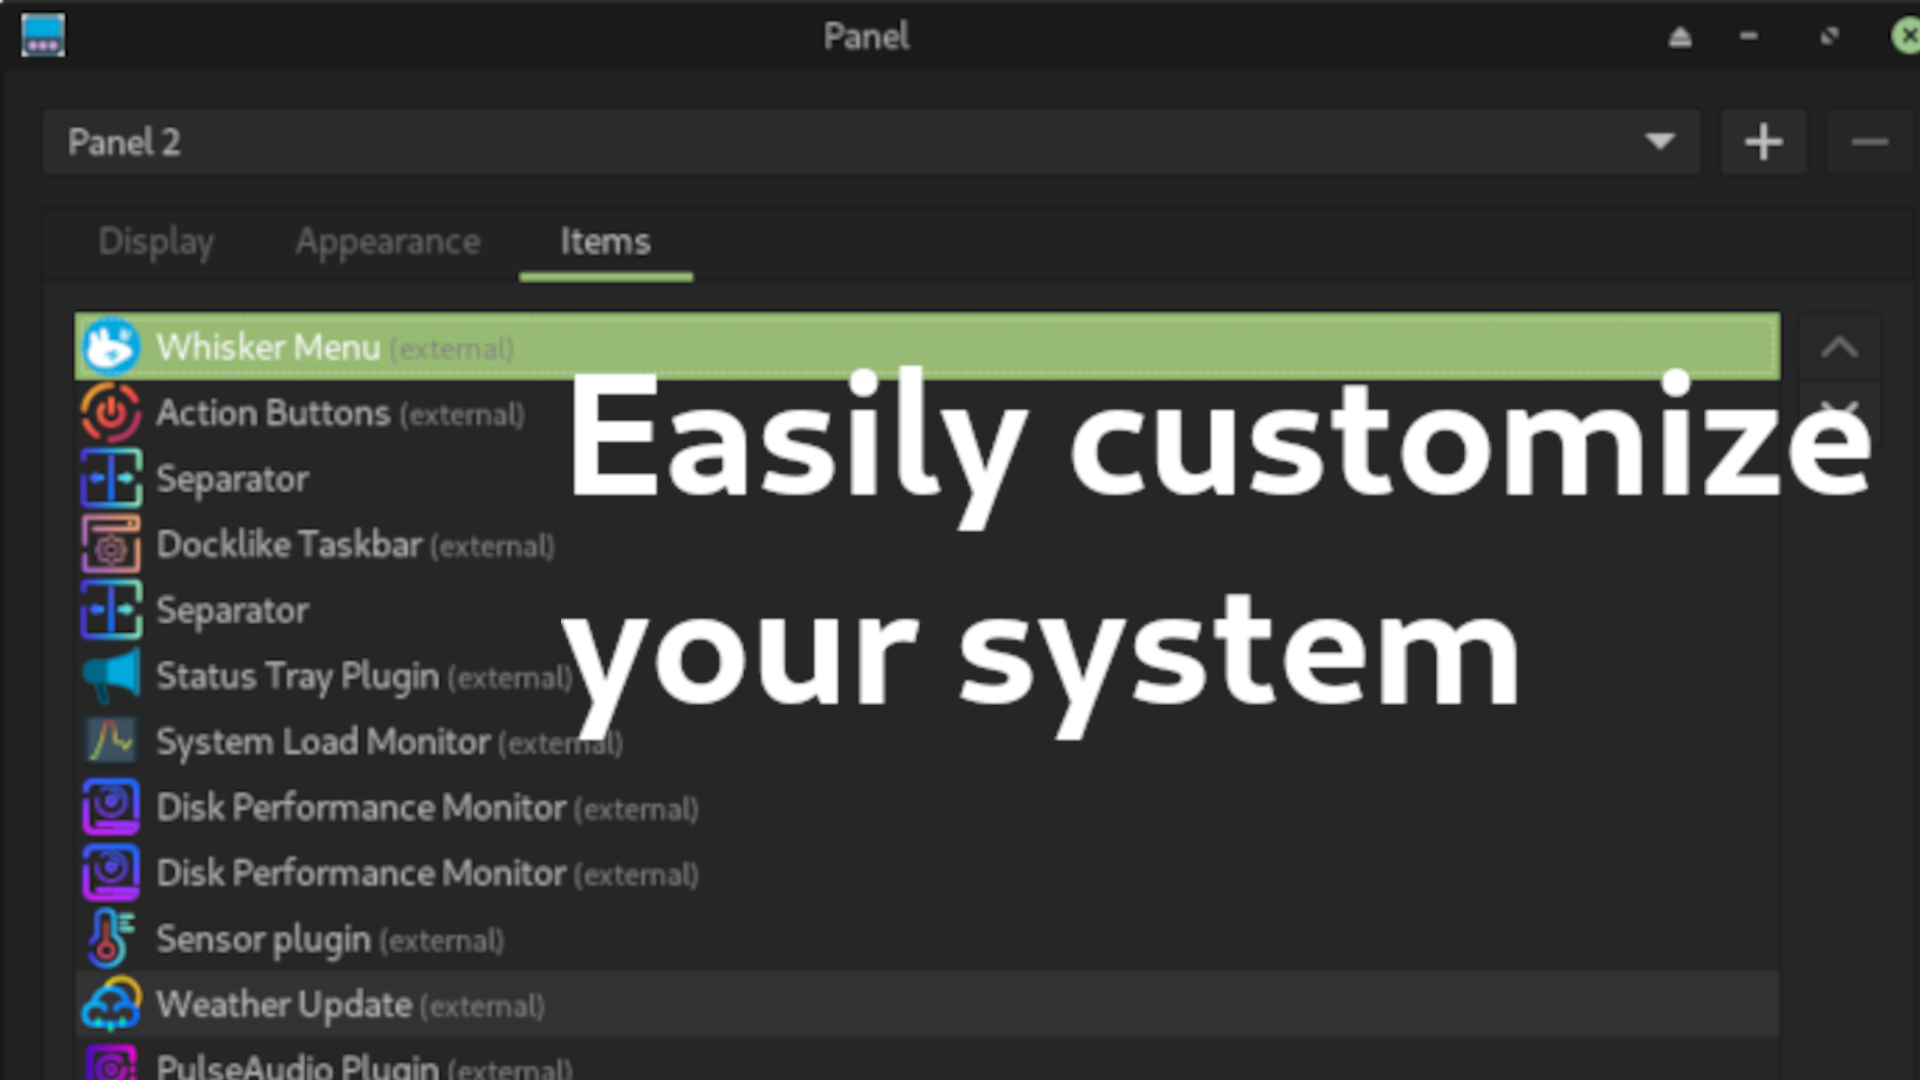 Panel
Panel 2
Display Appearance Items
Whisker Menu (external)
Action Buttons (external)
Separator
Docklike Taskbar (external)
Separator
Status Tray Plugin (external)
System Load Monitor (external)
Disk Performance Monitor (external)
Disk Performance Monitor (external)
Sensor plugin (external)
Weather Update (external)
PulseAudio Plugin (external)
Easily customize
your system